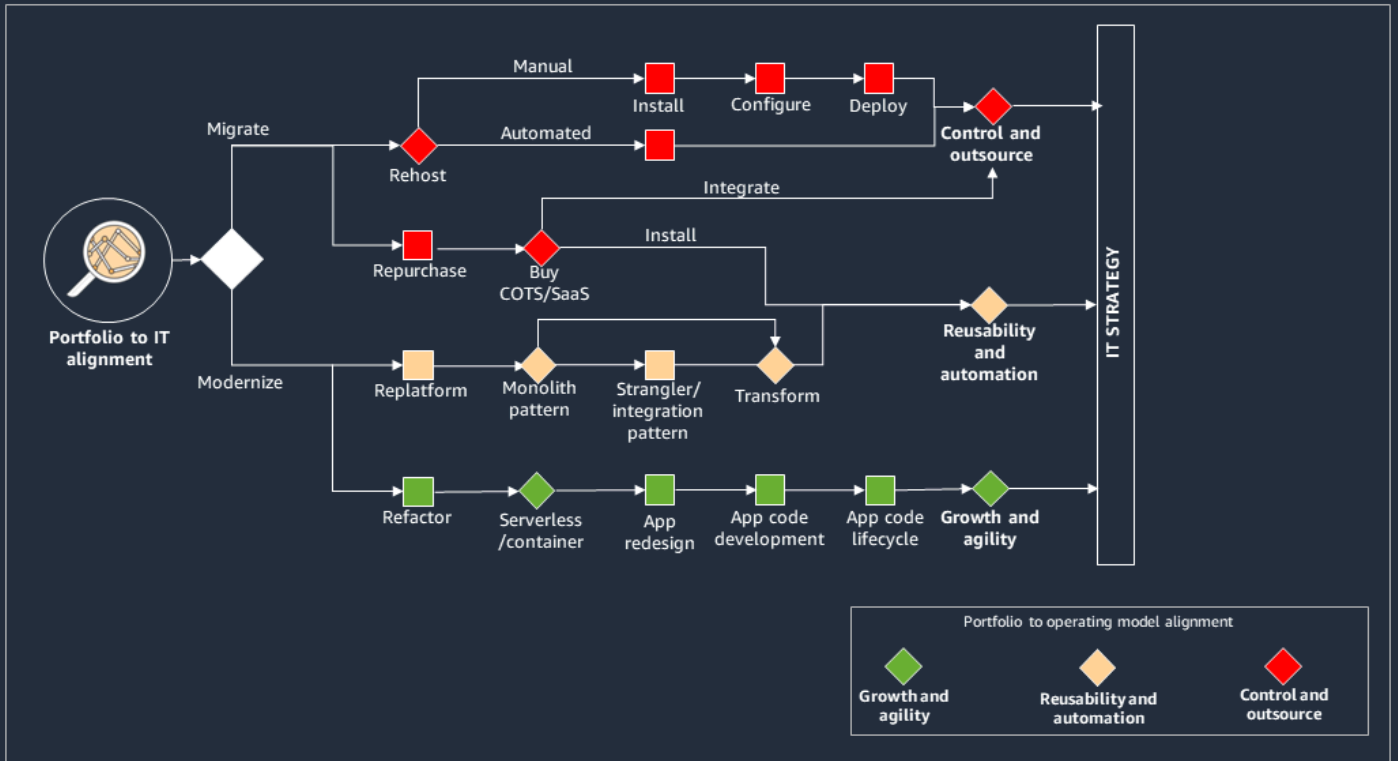 Manual
Install
Configure
Deploy
Migrate
Automated
Control and
outsource
Rehost
Integrate
Install
Repurchase
Buy
COTS/SaaS
Portfolio to IT
alignment
Reusability
and
automation
IT STRATEGY
Modernize
Replatform
Monolith
pattern
Strangler/
integration
pattern
Transform
Refactor
Serverless
/container
App
redesign
App code
development
App code
lifecycle
Growth and
agility
Portfolio to operating model alignment
Growth and
agility
Reusability and
automation
Control and
outsource